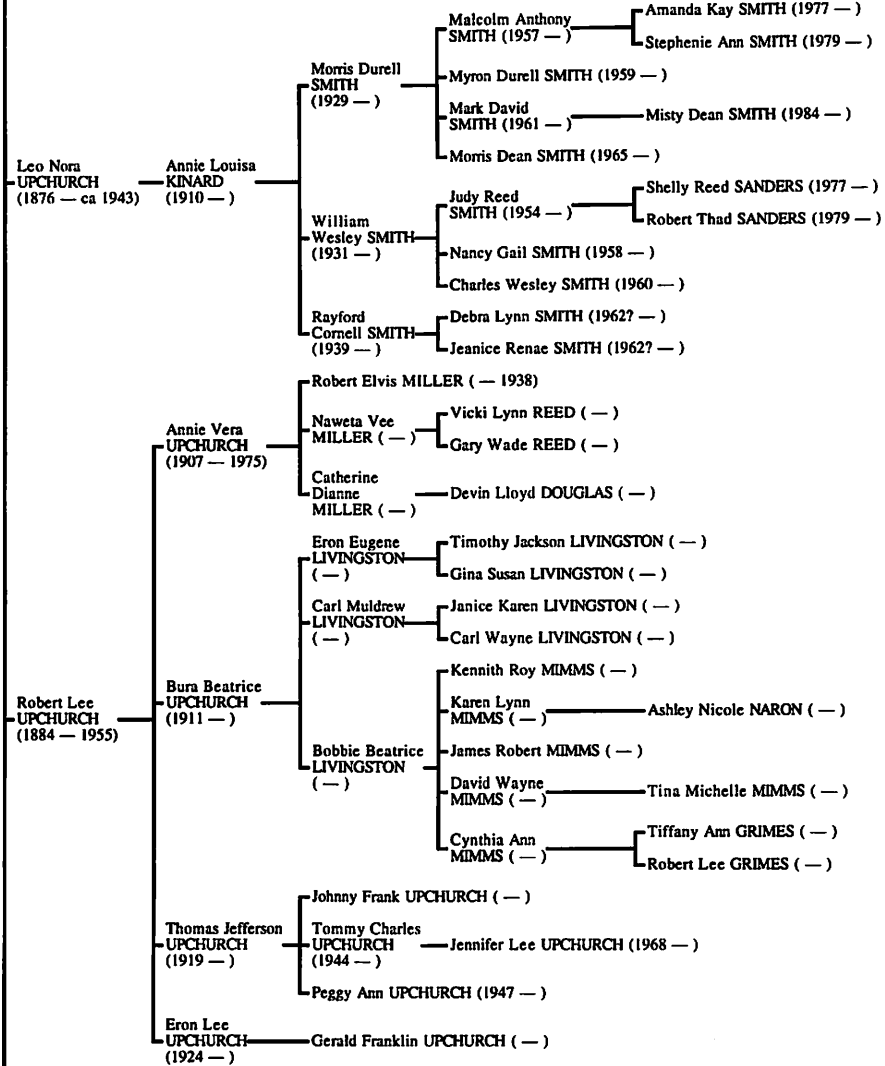 Leo Nora
UPCHURCH
(1876 — ca 1943)
Annie Louisa
KINARD
(1910 — )
Morris Durell
SMITH
(1929 — )
Malcolm Anthony
SMITH (1957 — )
Amanda Kay SMITH (1977 — )
Stephenie Ann SMITH (1979 — )
Myron Durell SMITH (1959 — )
Mark David
SMITH (1961 — )
Misty Dean SMITH (1984 — )
Morris Dean SMITH (1965 — )
William
Wesley SMITH
(1931 — )
Judy Reed
SMITH (1954 — )
Shelly Reed SANDERS (1977 — )
Robert Thad SANDERS (1979 — )
Nancy Gail SMITH (1958 — )
Charles Wesley SMITH (1960 — )
Rayford
Cornell SMITH
(1939 — )
Debra Lynn SMITH (1962? — )
Jeanice Renae SMITH (1962? — )
Robert Lee
UPCHURCH
(1884 — 1955)
Annie Vera
UPCHURCH
(1907 — 1975)
Robert Elvis MILLER ( — 1938)
Naweta Vee
MILLER ( — )
Vicki Lynn REED ( — )
Gary Wade REED ( — )
Catherine
Dianne
MILLER ( — )
Devin Lloyd DOUGLAS ( — )
Bura Beatrice
UPCHURCH
(1911 — )
Eron Eugene
LIVINGSTON
( — )
Timothy Jackson LIVINGSTON ( — )
Gina Susan LIVINGSTON ( — )
Carl Muldrew
LIVINGSTON
( — )
Janice Karen LIVINGSTON ( — )
Carl Wayne LIVINGSTON ( — )
Bobbie Beatrice
LIVINGSTON
( — )
Kennith Roy MIMMS ( — )
Karen Lynn
MIMMS ( — )
Ashley Nicole NARON ( — )
James Robert MIMMS ( — )
David Wayne
MIMMS ( — )
Tina Michelle MIMMS ( — )
Cynthia Ann
MIMMS ( — )
Tiffany Ann GRIMES ( — )
Robert Lee GRIMES ( — )
Thomas Jefferson
UPCHURCH
(1919 — )
Johnny Frank UPCHURCH ( — )
Tommy Charles
UPCHURCH
(1944 — )
Jennifer Lee UPCHURCH (1968 — )
Peggy Ann UPCHURCH (1947 — )
Eron Lee
UPCHURCH
(1924 — )
Gerald Franklin UPCHURCH ( — )